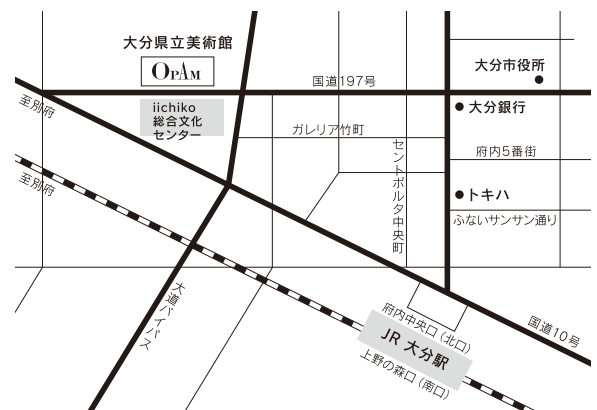 大分県立美術館
OPAM
国道197号
大分市役所
至別府
iichiko
総合文化
センター
大分銀行
ガレリア竹町
セントポルタ中央町
府内5番街
至別府
トキハ
ふないサンサン通り
大道バイパス
府内中央口(北口)
JR 大分駅
国道10号
上野の森口(南口)